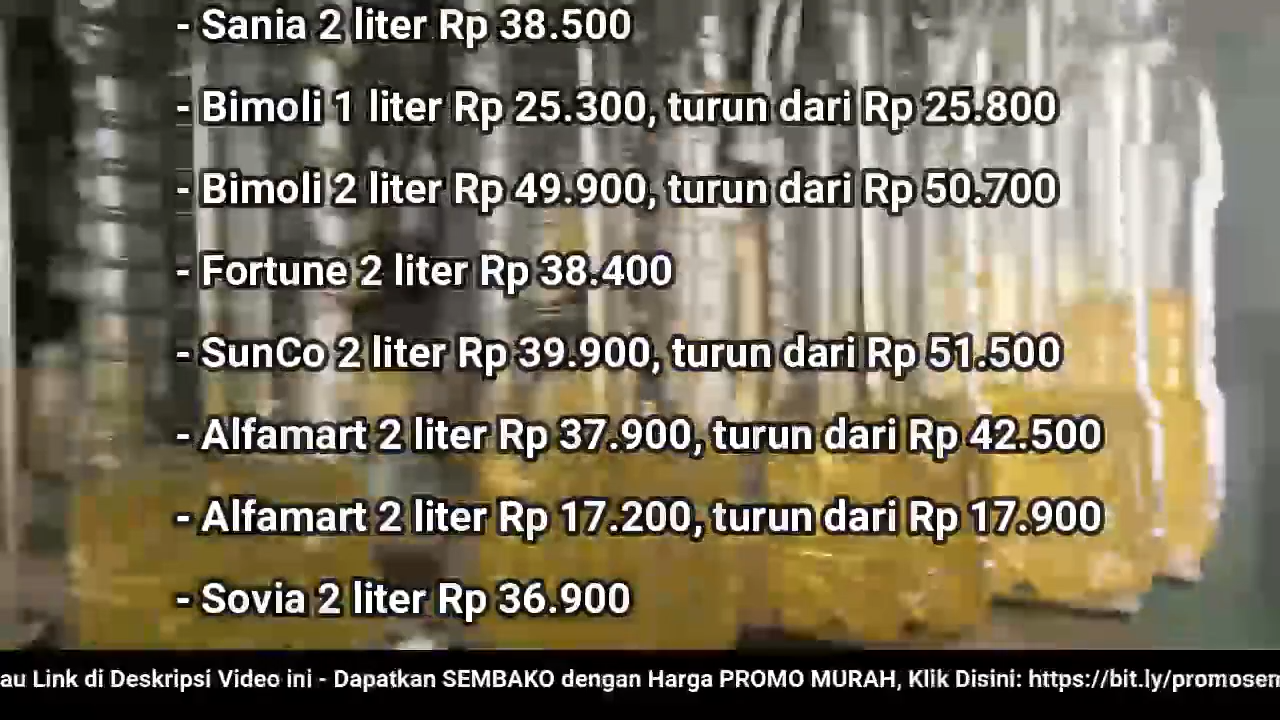 - Sania 2 liter Rp 38.500
- Bimoli 1 liter Rp 25.300, turun dari Rp 25.800
- Bimoli 2 liter Rp 49.900, turun dari Rp 50.700
- Fortune 2 liter Rp 38.400
- SunCo 2 liter Rp 39.900, turun dari Rp 51.500
- Alfamart 2 liter Rp 37.900, turun dari Rp 42.500
- Alfamart 2 liter Rp 17.200, turun dari Rp 17.900
- Sovia 2 liter Rp 36.900
au Link di Deskripsi Video ini - Dapatkan SEMBAKO dengan Harga PROMO MURAH, Klik Disini: https://bit.ly/promosem